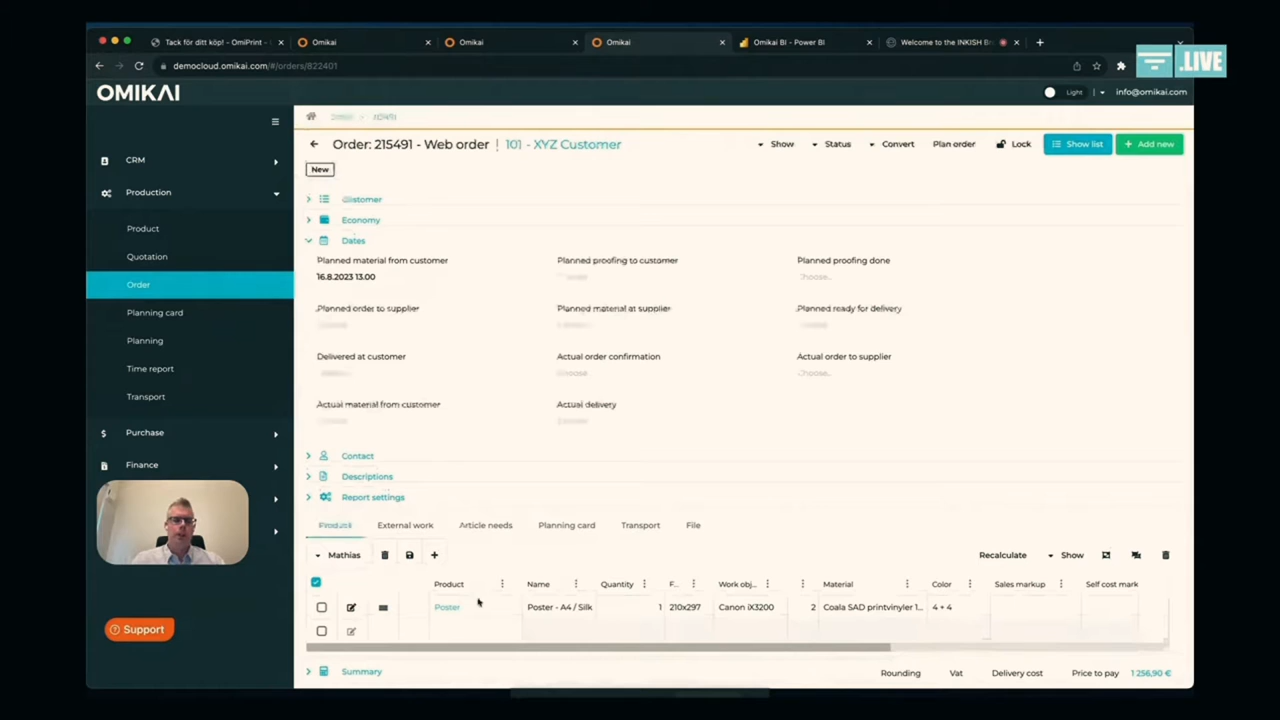 Tack för ditt köp! - OmiPrint -
Omikai
Omikai
Omikai
Omikai BI - Power BI
Welcome to the INKISH B
.LIVE
democloud.omikai.com/#/orders/822401
OMIKAI
Light
info@omikai.com
Order: 215491 - Web order | 101 - XYZ Customer
Show
Status
Convert
Plan order
Lock
Show list
Add new
New
CRM
Production
Product
Quotation
Order
Planning card
Planning
Time report
Transport
Purchase
Finance
Support
Customer
Economy
Dates
Planned material from customer
Planned proofing to customer
Planned proofing done
16.8.2023 13.00
Choose...
Planned order to supplier
Planned material at supplier
Planned ready for delivery
Delivered at customer
Actual order confirmation
Actual order to supplier
Choose
Choose...
Actual material from customer
Actual delivery
Contact
Descriptions
Report settings
Products
External work
Article needs
Planning card
Transport
File
Mathias
Recalculate
Show
Product
Name
Quantity
F...
Work obj...
Material
Color
Sales markup
Self cost mark
Poster
Poster - A4 / Silk
1
210x297
Canon iX3200
2
Coala SAD printvinyler 1...
4 + 4
Summary
Rounding
Vat
Delivery cost
Price to pay
1 256,90 €